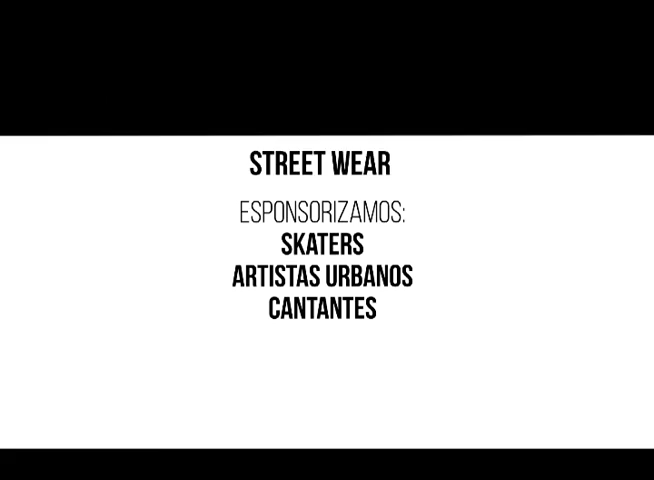 STREET WEAR
ESPONSORIZAMOS:
SKATERS
ARTISTAS URBANOS
CANTANTES